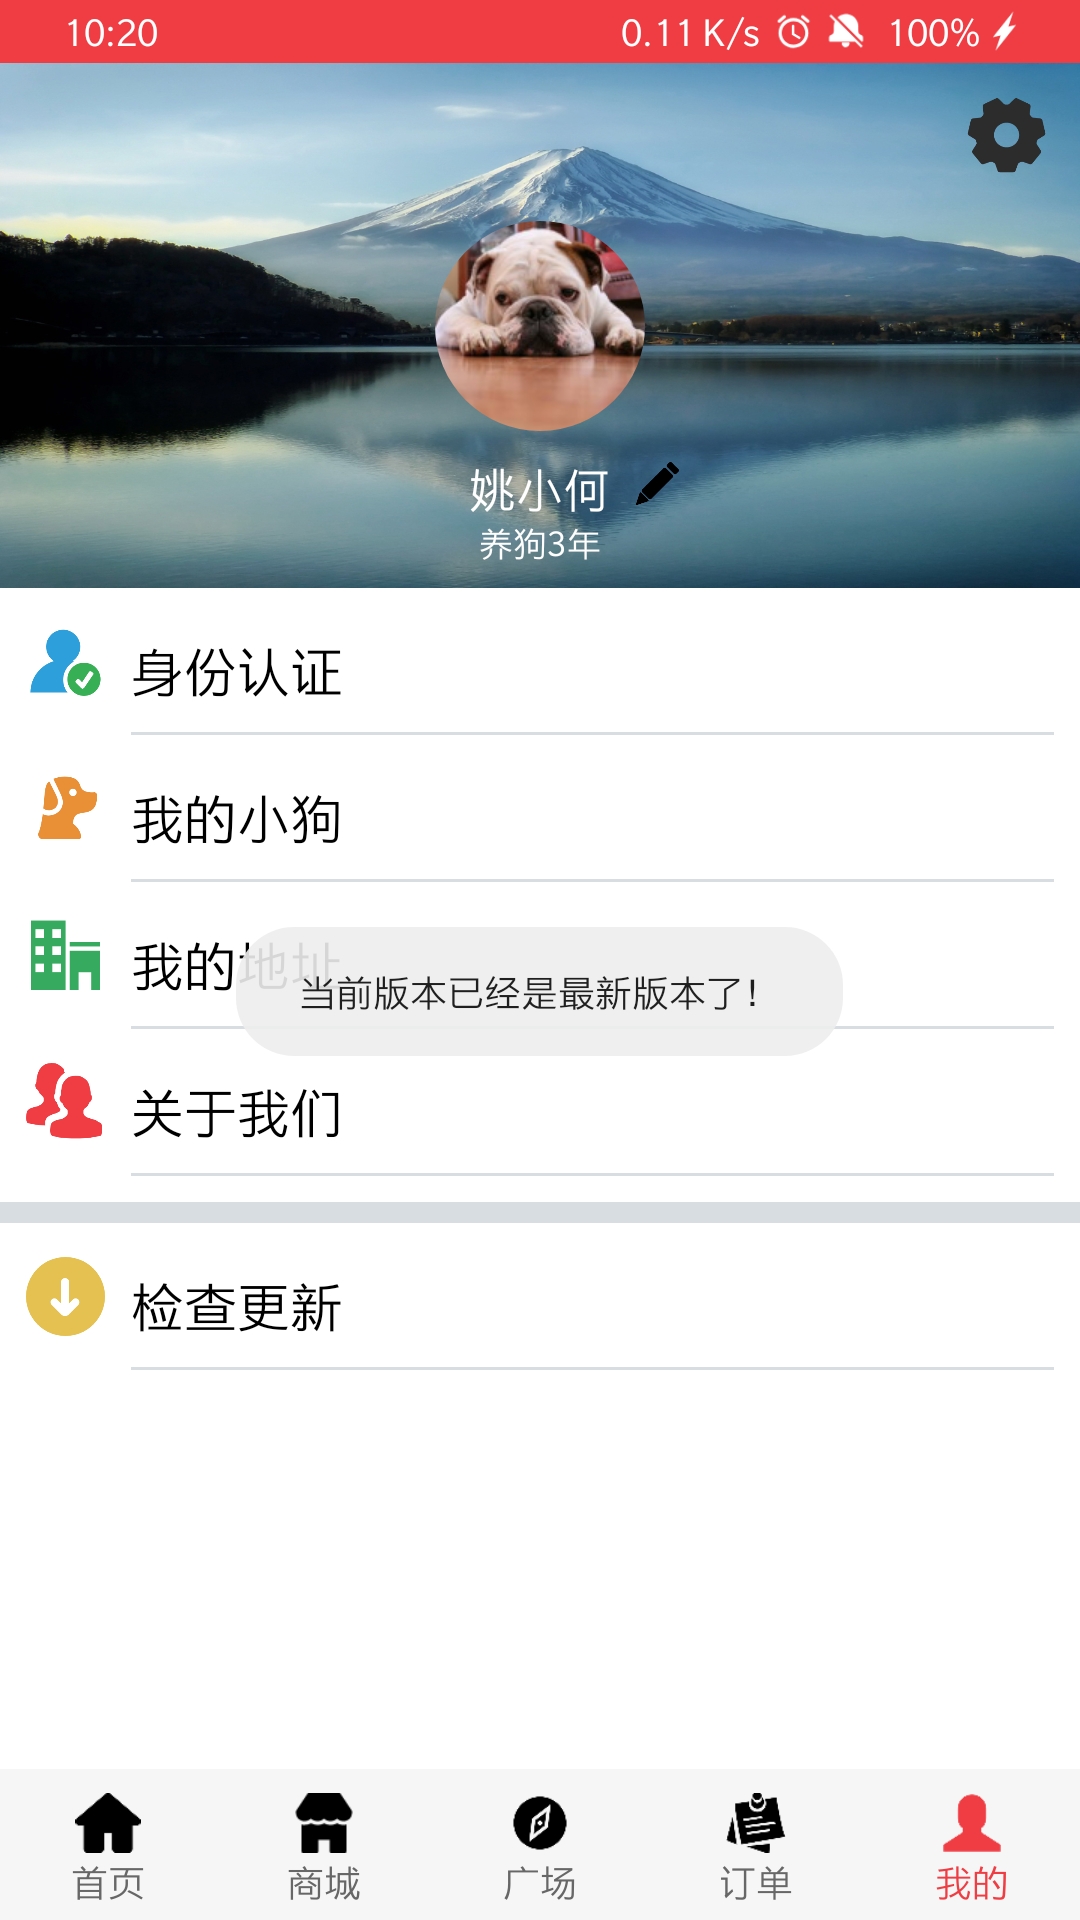 10:20 0.11 K/s 100%
姚小何
养狗3年
身份认证
我的小狗
我的地址
当前版本已经是最新版本了!
关于我们
检查更新
首页 商城 广场 订单 我的